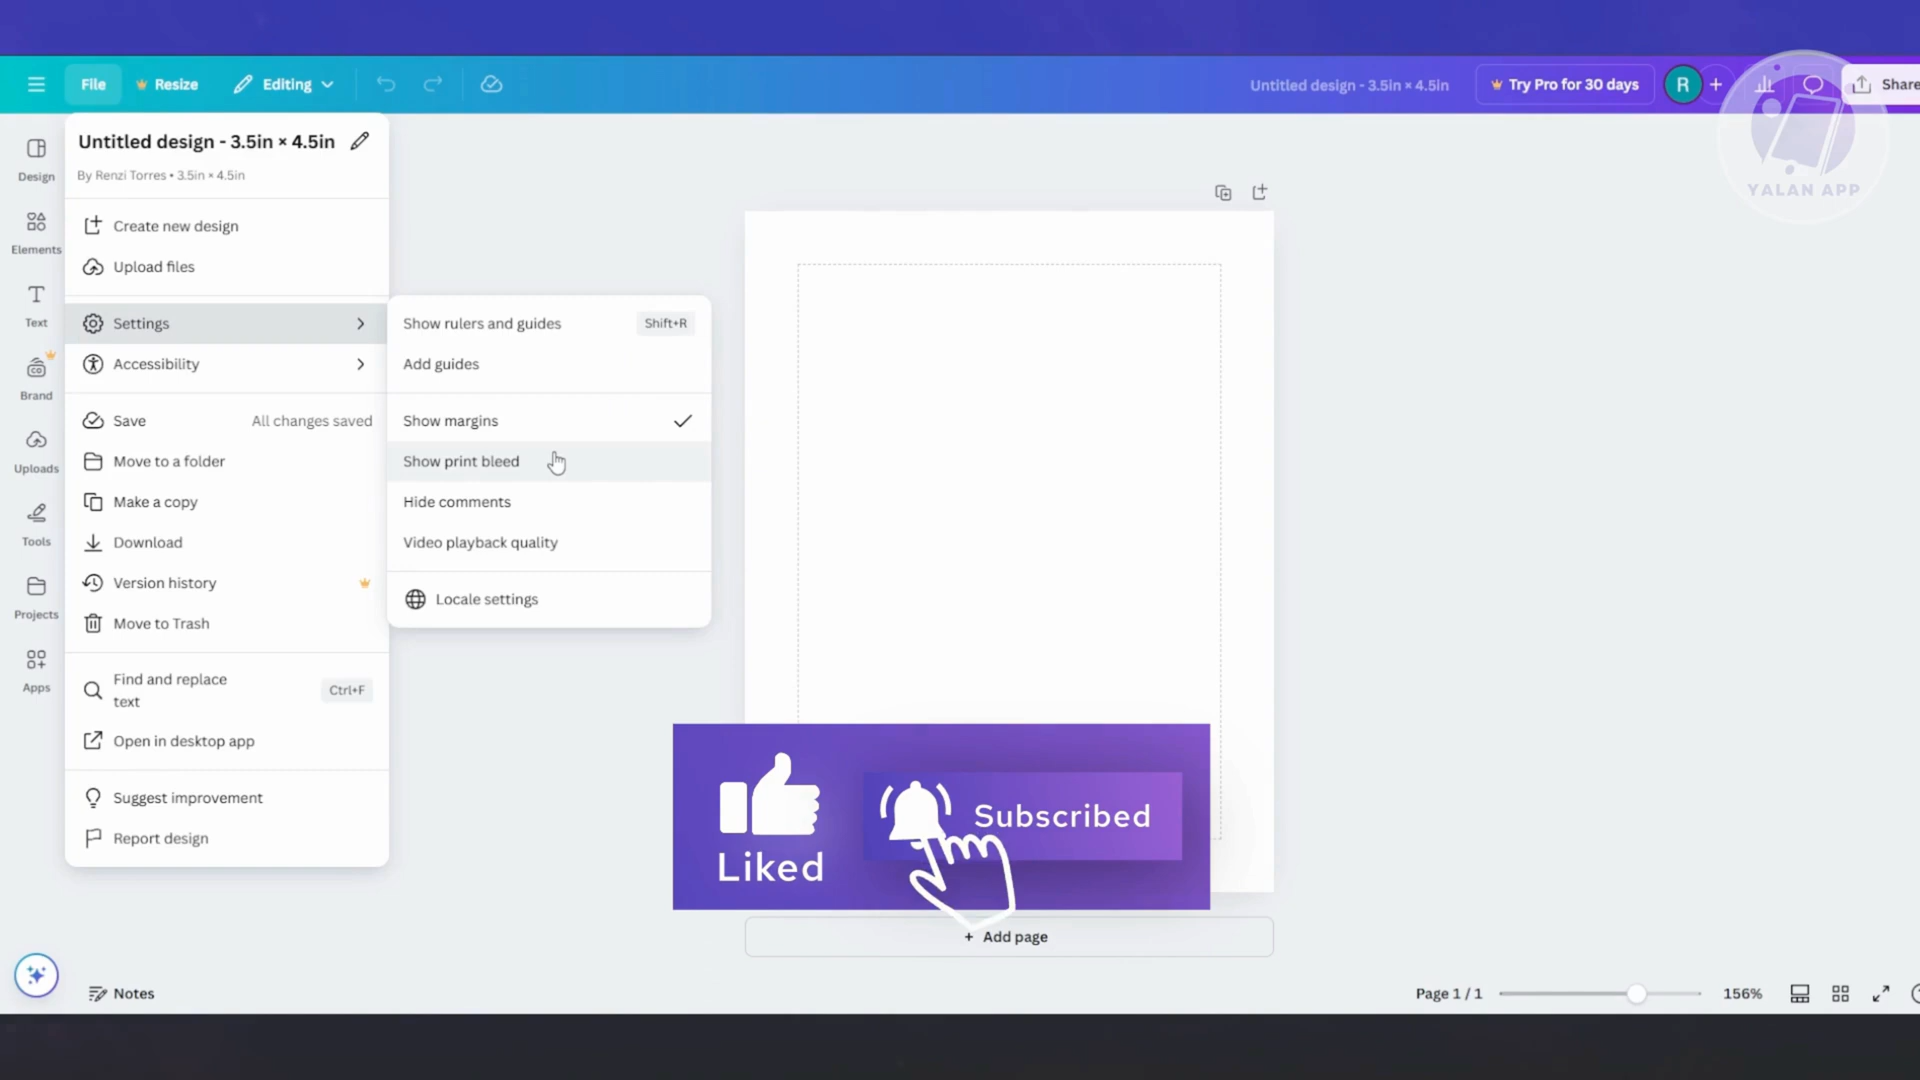 File
Resize
Editing
Untitled design - 3.5in × 4.5in
Try Pro for 30 days
R
Share
YALAN APP
Design
Elements
Text
Brand
Uploads
Tools
Projects
Apps
Untitled design - 3.5in × 4.5in
By Renzi Torres • 3.5in × 4.5in
Create new design
Upload files
Settings
Accessibility
Save All changes saved
Move to a folder
Make a copy
Download
Version history
Move to Trash
Find and replace
text
Ctrl+F
Open in desktop app
Suggest improvement
Report design
Show rulers and guides Shift+R
Add guides
Show margins
Show print bleed
Hide comments
Video playback quality
Locale settings
CO
Liked
Subscribed
+ Add page
Notes
Page 1 / 1
156%